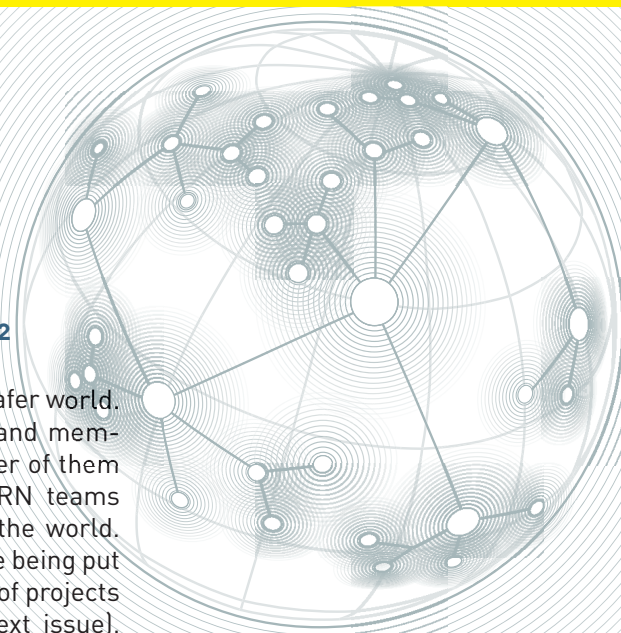 2
afer world.
and mem-
er of them
RN teams
the world.
e being put
of projects
ext issue).